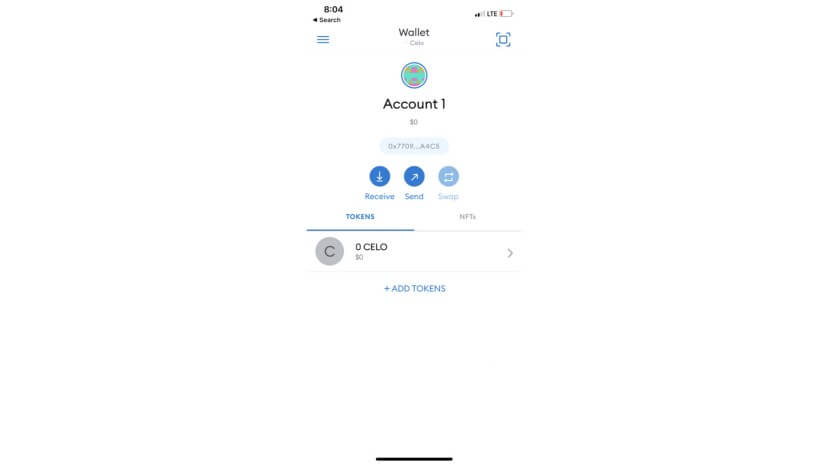 8:04
LTE
◀ Search
Wallet
Celo
Account 1
$0
0x7709...A4C5
Receive Send Swap
TOKENS NFTs
C
0 CELO
$0
+ ADD TOKENS